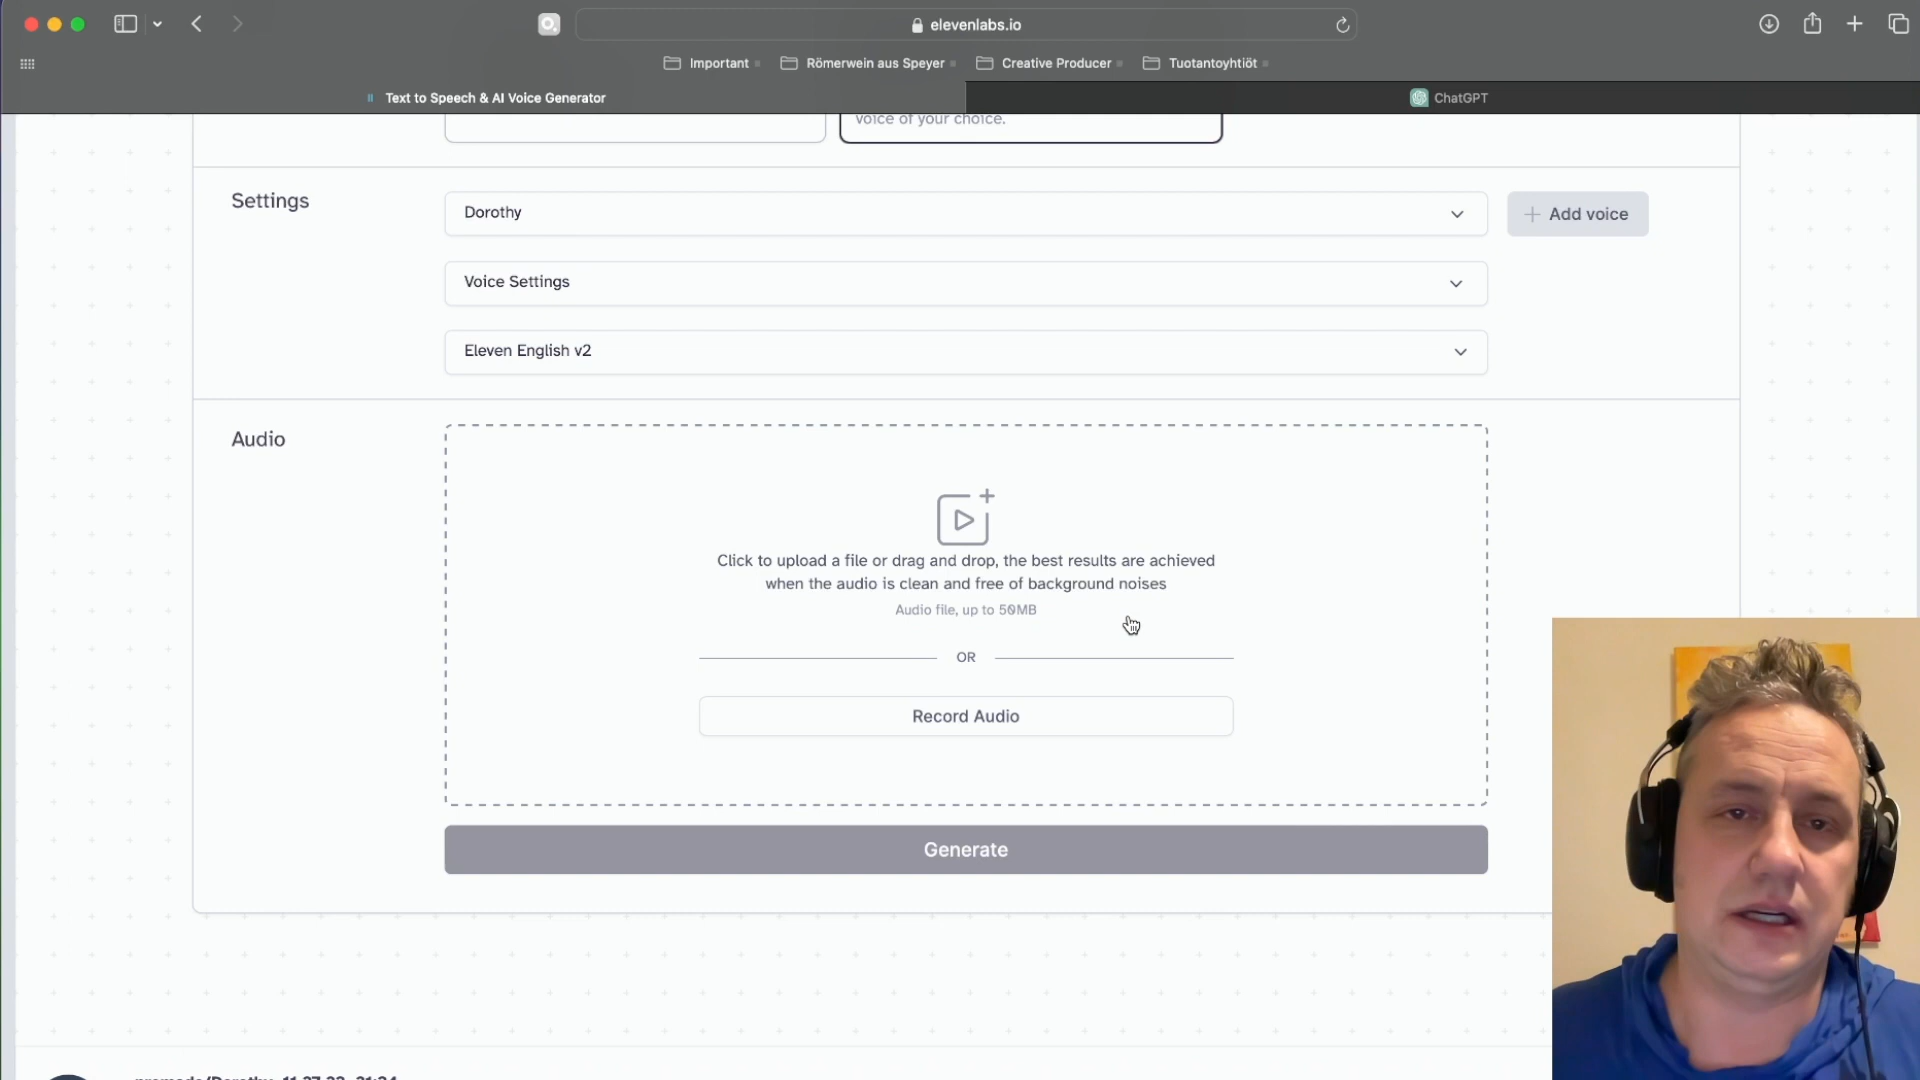 elevenlabs.io
Important
Römerwein aus Speyer
Creative Producer
Tuotantoyhtiöt
Text to Speech & AI Voice Generator
ChatGPT
voice of your choice.
Settings
Dorothy
Add voice
Voice Settings
Eleven English v2
Audio
Click to upload a file or drag and drop, the best results are achieved
when the audio is clean and free of background noises
Audio file, up to 50MB
OR
Record Audio
Generate